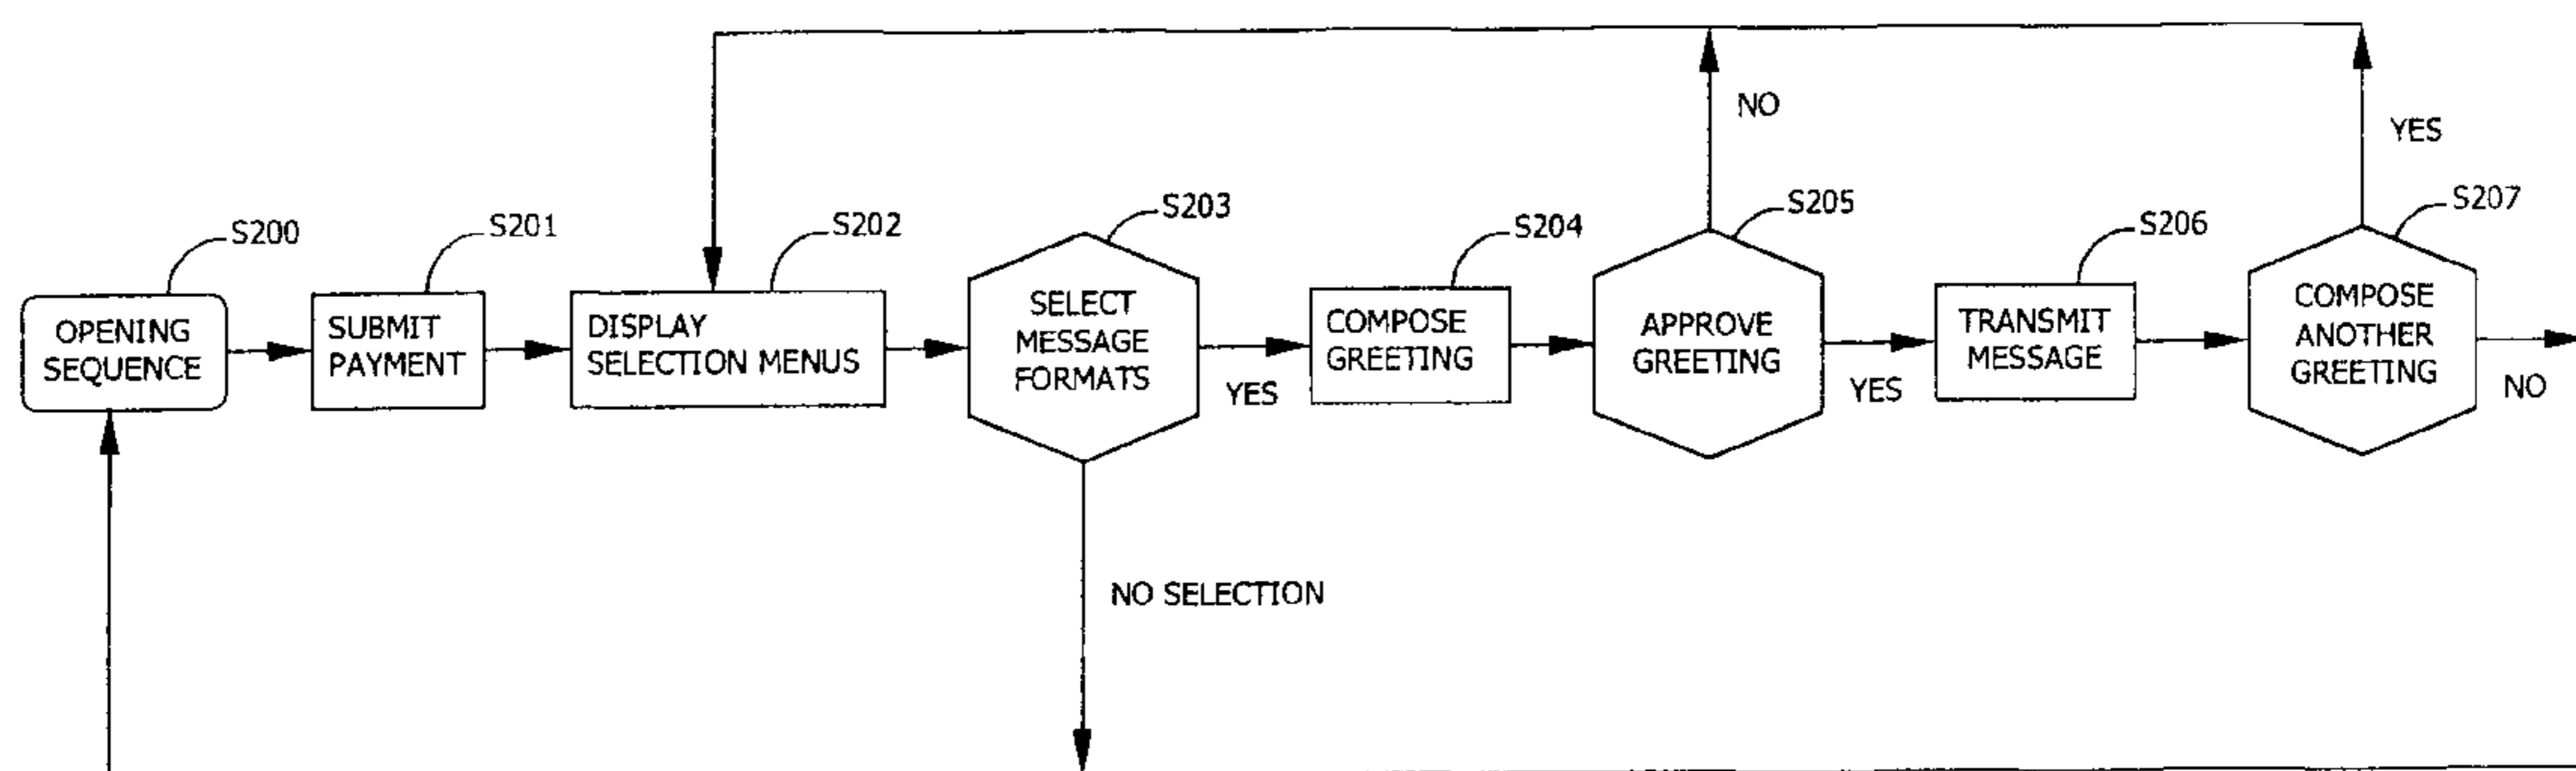 NO
YES
S200
OPENING
SEQUENCE
S201
SUBMIT
PAYMENT
S202
DISPLAY
SELECTION MENUS
S203
SELECT
MESSAGE
FORMATS
YES
NO SELECTION
S204
COMPOSE
GREETING
S205
APPROVE
GREETING
YES
S206
TRANSMIT
MESSAGE
S207
COMPOSE
ANOTHER
GREETING
NO